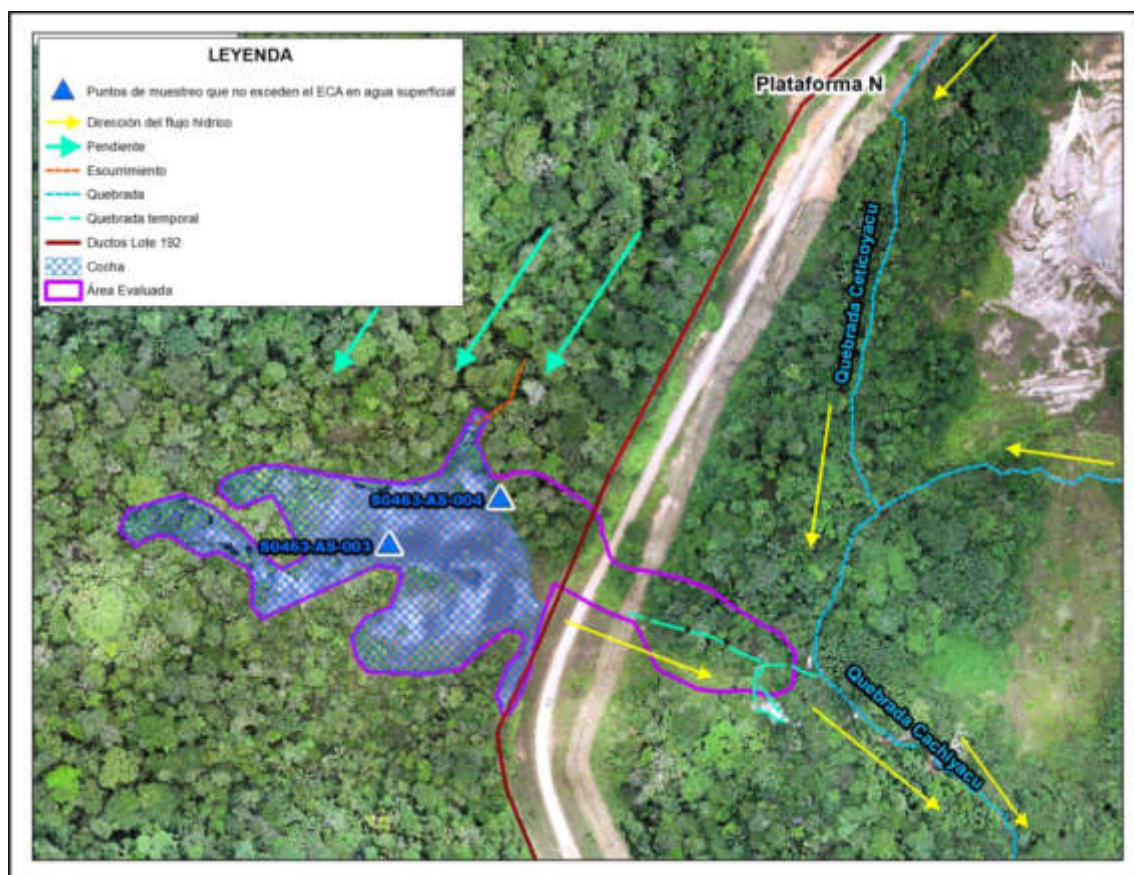 LEYENDA
Puntos de muestreo que no exceden el ECA en agua superficial
Dirección del flujo hídrico
Pendiente
Escurrimiento
Quebrada
Quebrada temporal
Ductos Lote 192
Cocha
Área Evaluada
Plataforma N
N
Quebrada Ceticoyacu
S0463-AS-004
S0463-AS-003
Quebrada Cachiyacu